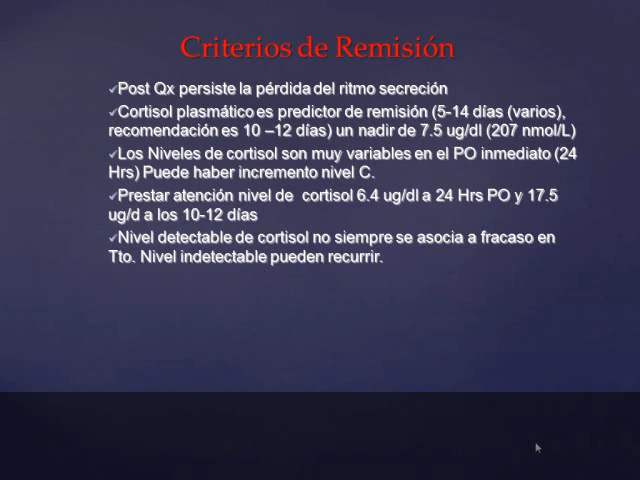 Criterios de Remisión
✓Post Qx persiste la pérdida del ritmo secreción
✓Cortisol plasmático es predictor de remisión (5-14 días (varios),
recomendación es 10 –12 días) un nadir de 7.5 ug/dl (207 nmol/L)
✓Los Niveles de cortisol son muy variables en el PO inmediato (24
Hrs) Puede haber incremento nivel C.
✓Prestar atención nivel de  cortisol 6.4 ug/dl a 24 Hrs PO y 17.5
ug/d a los 10-12 días
✓Nivel detectable de cortisol no siempre se asocia a fracaso en
Tto. Nivel indetectable pueden recurrir.